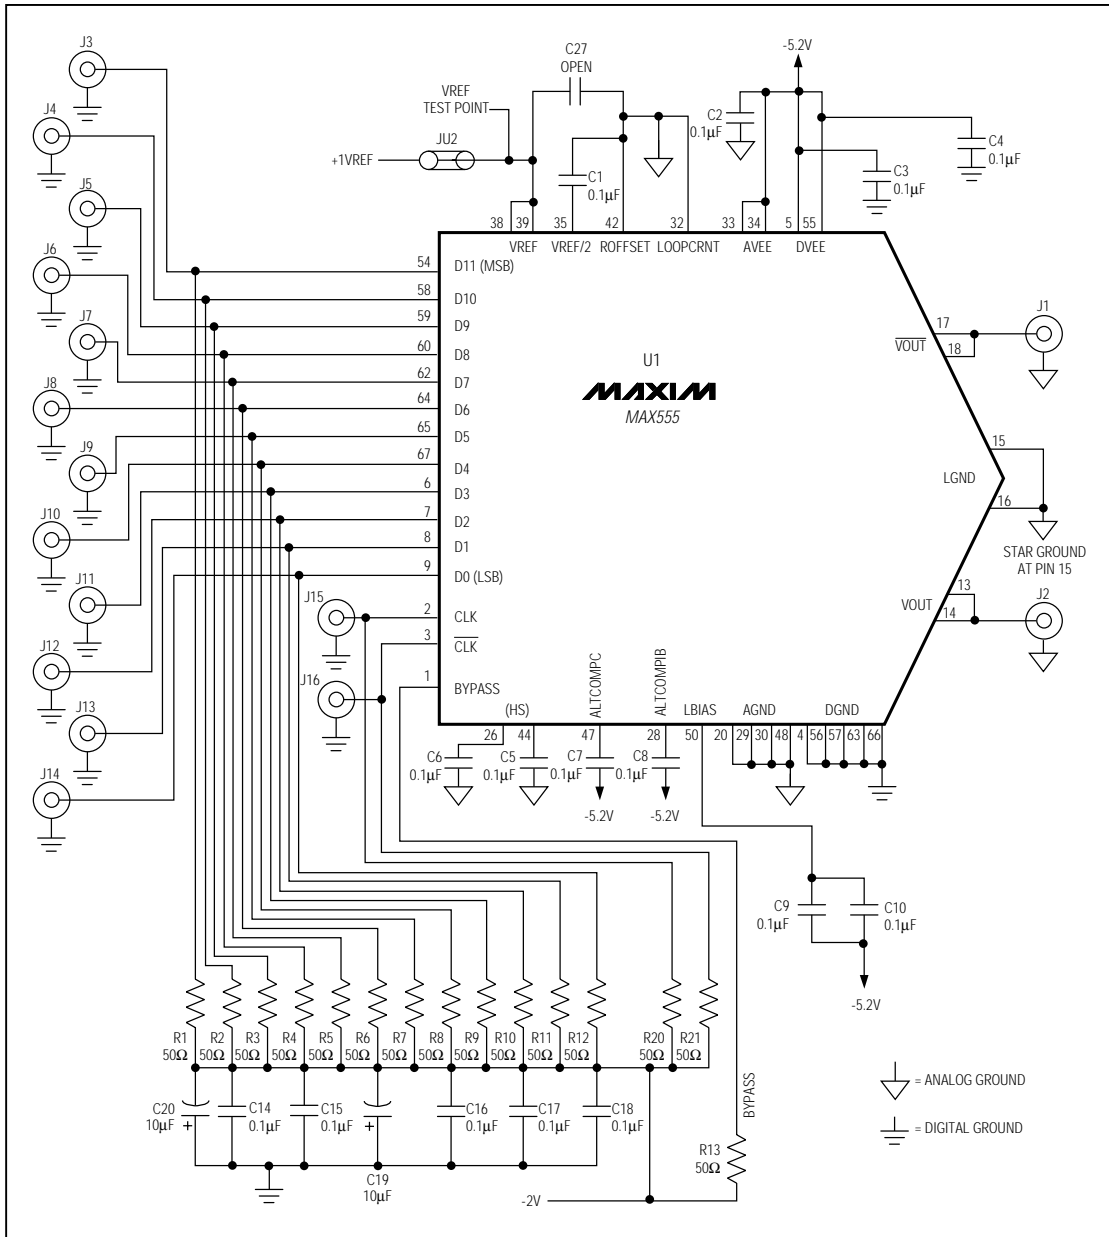 J3
J4
J5
J6
J7
J8
J9
J10
J11
J12
J13
J14
J15
J16
C27
OPEN
VREF
TEST POINT
JU2
+1VREF
C1
0.1µF
-5.2V
C2
0.1µF
C4
0.1µF
C3
0.1µF
38 39 35 42 32 33 34 5 55
VREF VREF/2 ROFFSET LOOPCRNT AVEE DVEE
54 D11 (MSB)
58 D10
59 D9
60 D8
62 D7
64 D6
65 D5
67 D4
6 D3
7 D2
8 D1
9 D0 (LSB)
2 CLK
3 CLK
1 BYPASS
U1
MAXIM
MAX555
17
VOUT
18
J1
15
LGND
16
STAR GROUND
AT PIN 15
13
VOUT
14
J2
(HS) ALTCOMPC ALTCOMPIB LBIAS AGND DGND
26 44 47 28 50 20 29 30 48 4 56 57 63 66
C6
0.1µF
C5
0.1µF
C7
0.1µF
C8
0.1µF
-5.2V
-5.2V
C9
0.1µF
C10
0.1µF
-5.2V
R1
50Ω
R2
50Ω
R3
50Ω
R4
50Ω
R5
50Ω
R6
50Ω
R7
50Ω
R8
50Ω
R9
50Ω
R10
50Ω
R11
50Ω
R12
50Ω
R20
50Ω
R21
50Ω
C20
10µF
+
C14
0.1µF
C15
0.1µF
+
C19
10µF
C16
0.1µF
C17
0.1µF
C18
0.1µF
BYPASS
R13
50Ω
-2V
= ANALOG GROUND
= DIGITAL GROUND